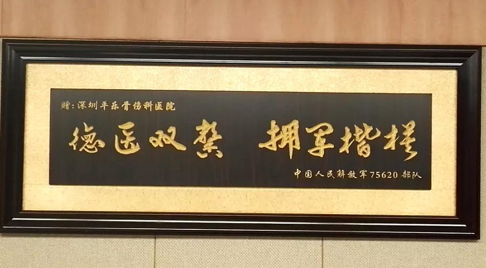 赠:深圳平乐骨伤科医院
德医双馨 拥军楷模
中国人民解放军75620部队